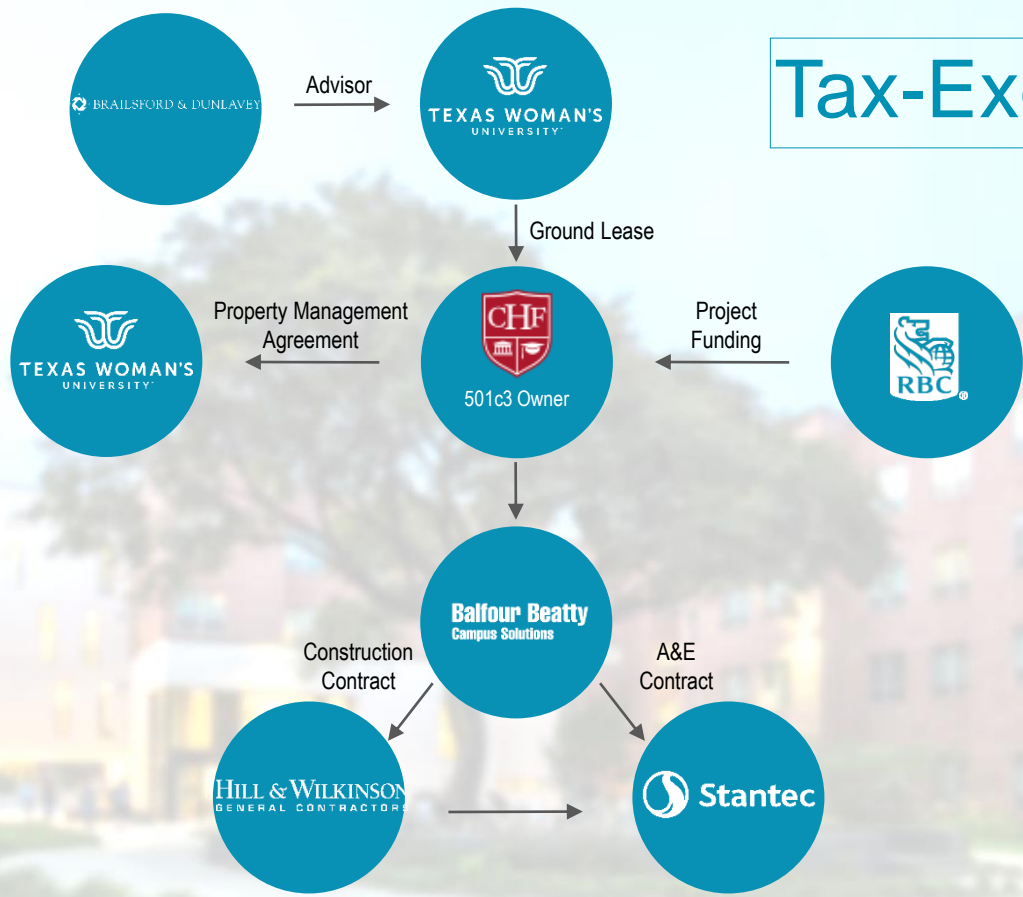 BRAILSFORD & DUNLAVEY
Advisor
TEXAS WOMAN'S
UNIVERSITY
Tax-Ex
Ground Lease
TEXAS WOMAN'S
UNIVERSITY
Property Management
Agreement
CHF
501c3 Owner
Project
Funding
RBC
®
Balfour Beatty
Campus Solutions
Construction
Contract
A&E
Contract
HILL & WILKINSON
GENERAL CONTRACTORS
Stantec